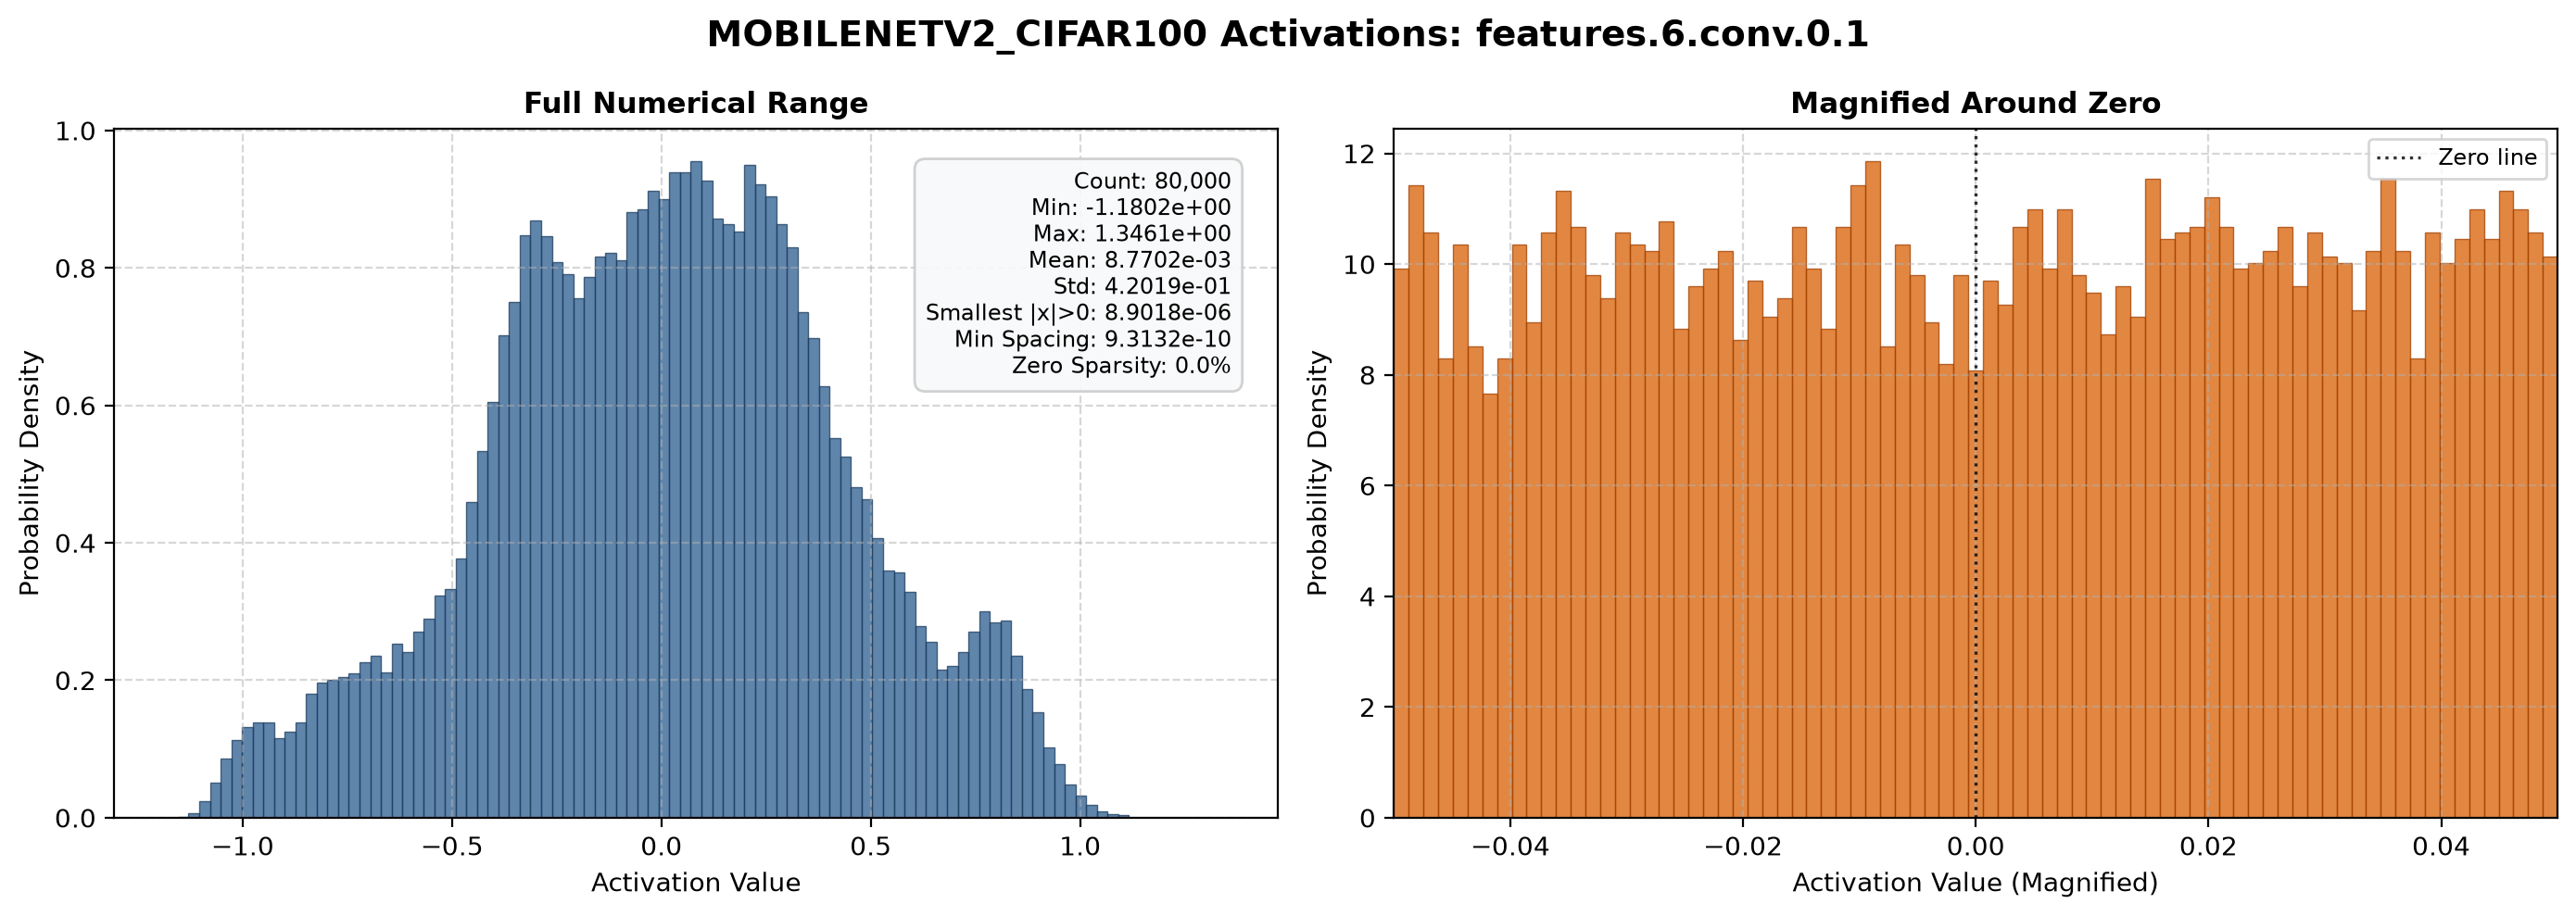 MOBILENETV2_CIFAR100 Activations: features.6.conv.0.1
Full Numerical Range
Probability Density
1.0
0.8
0.6
0.4
0.2
0.0
Count: 80,000
Min: -1.1802e+00
Max: 1.3461e+00
Mean: 8.7702e-03
Std: 4.2019e-01
Smallest |x|>0: 8.9018e-06
Min Spacing: 9.3132e-10
Zero Sparsity: 0.0%
−1.0 −0.5 0.0 0.5 1.0
Activation Value
Magnified Around Zero
Probability Density
12
10
8
6
4
2
0
Zero line
−0.04 −0.02 0.00 0.02 0.04
Activation Value (Magnified)